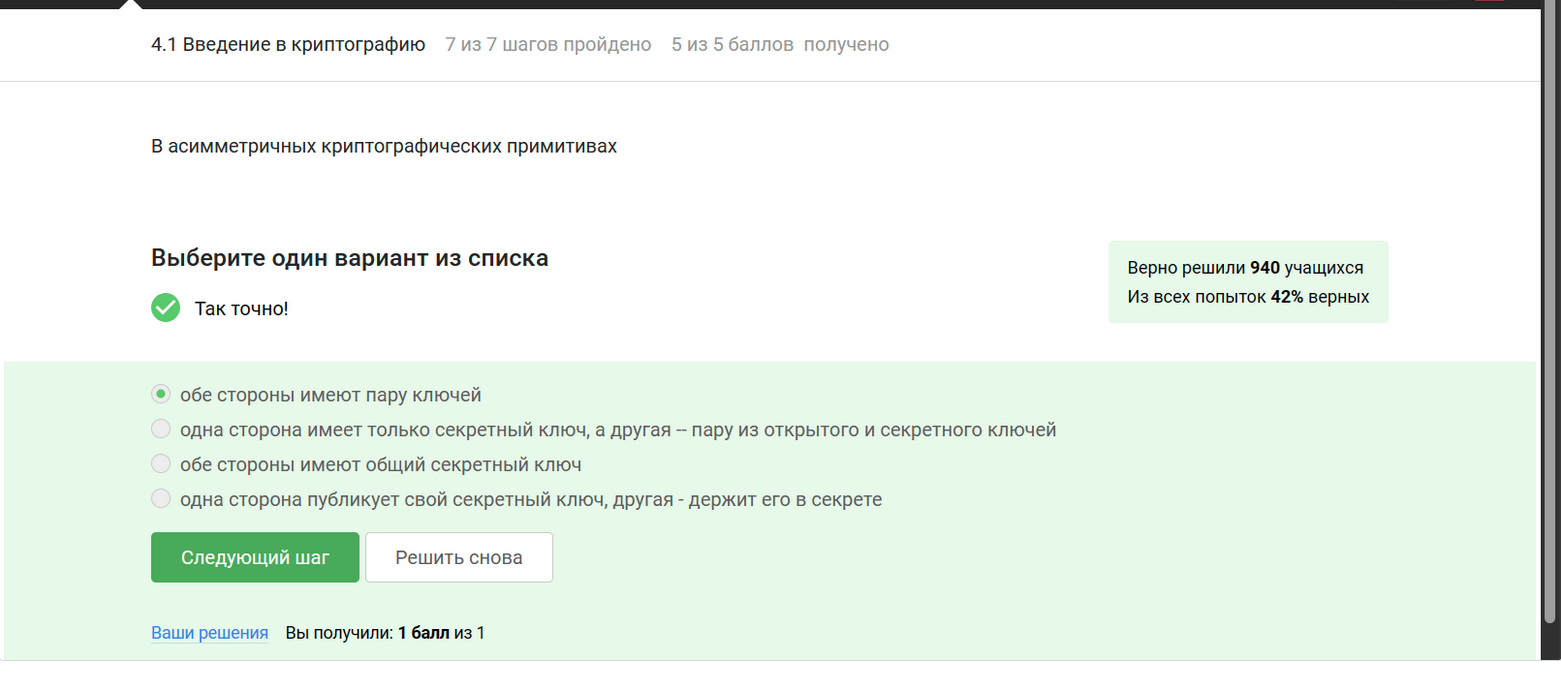 4.1 Введение в криптографию 7 из 7 шагов пройдено 5 из 5 баллов получено
В асимметричных криптографических примитивах
Выберите один вариант из списка
Так точно!
Верно решили 940 учащихся
Из всех попыток 42% верных
обе стороны имеют пару ключей
одна сторона имеет только секретный ключ, а другая -- пару из открытого и секретного ключей
обе стороны имеют общий секретный ключ
одна сторона публикует свой секретный ключ, другая - держит его в секрете
Следующий шаг Решить снова
Ваши решения Вы получили: 1 балл из 1